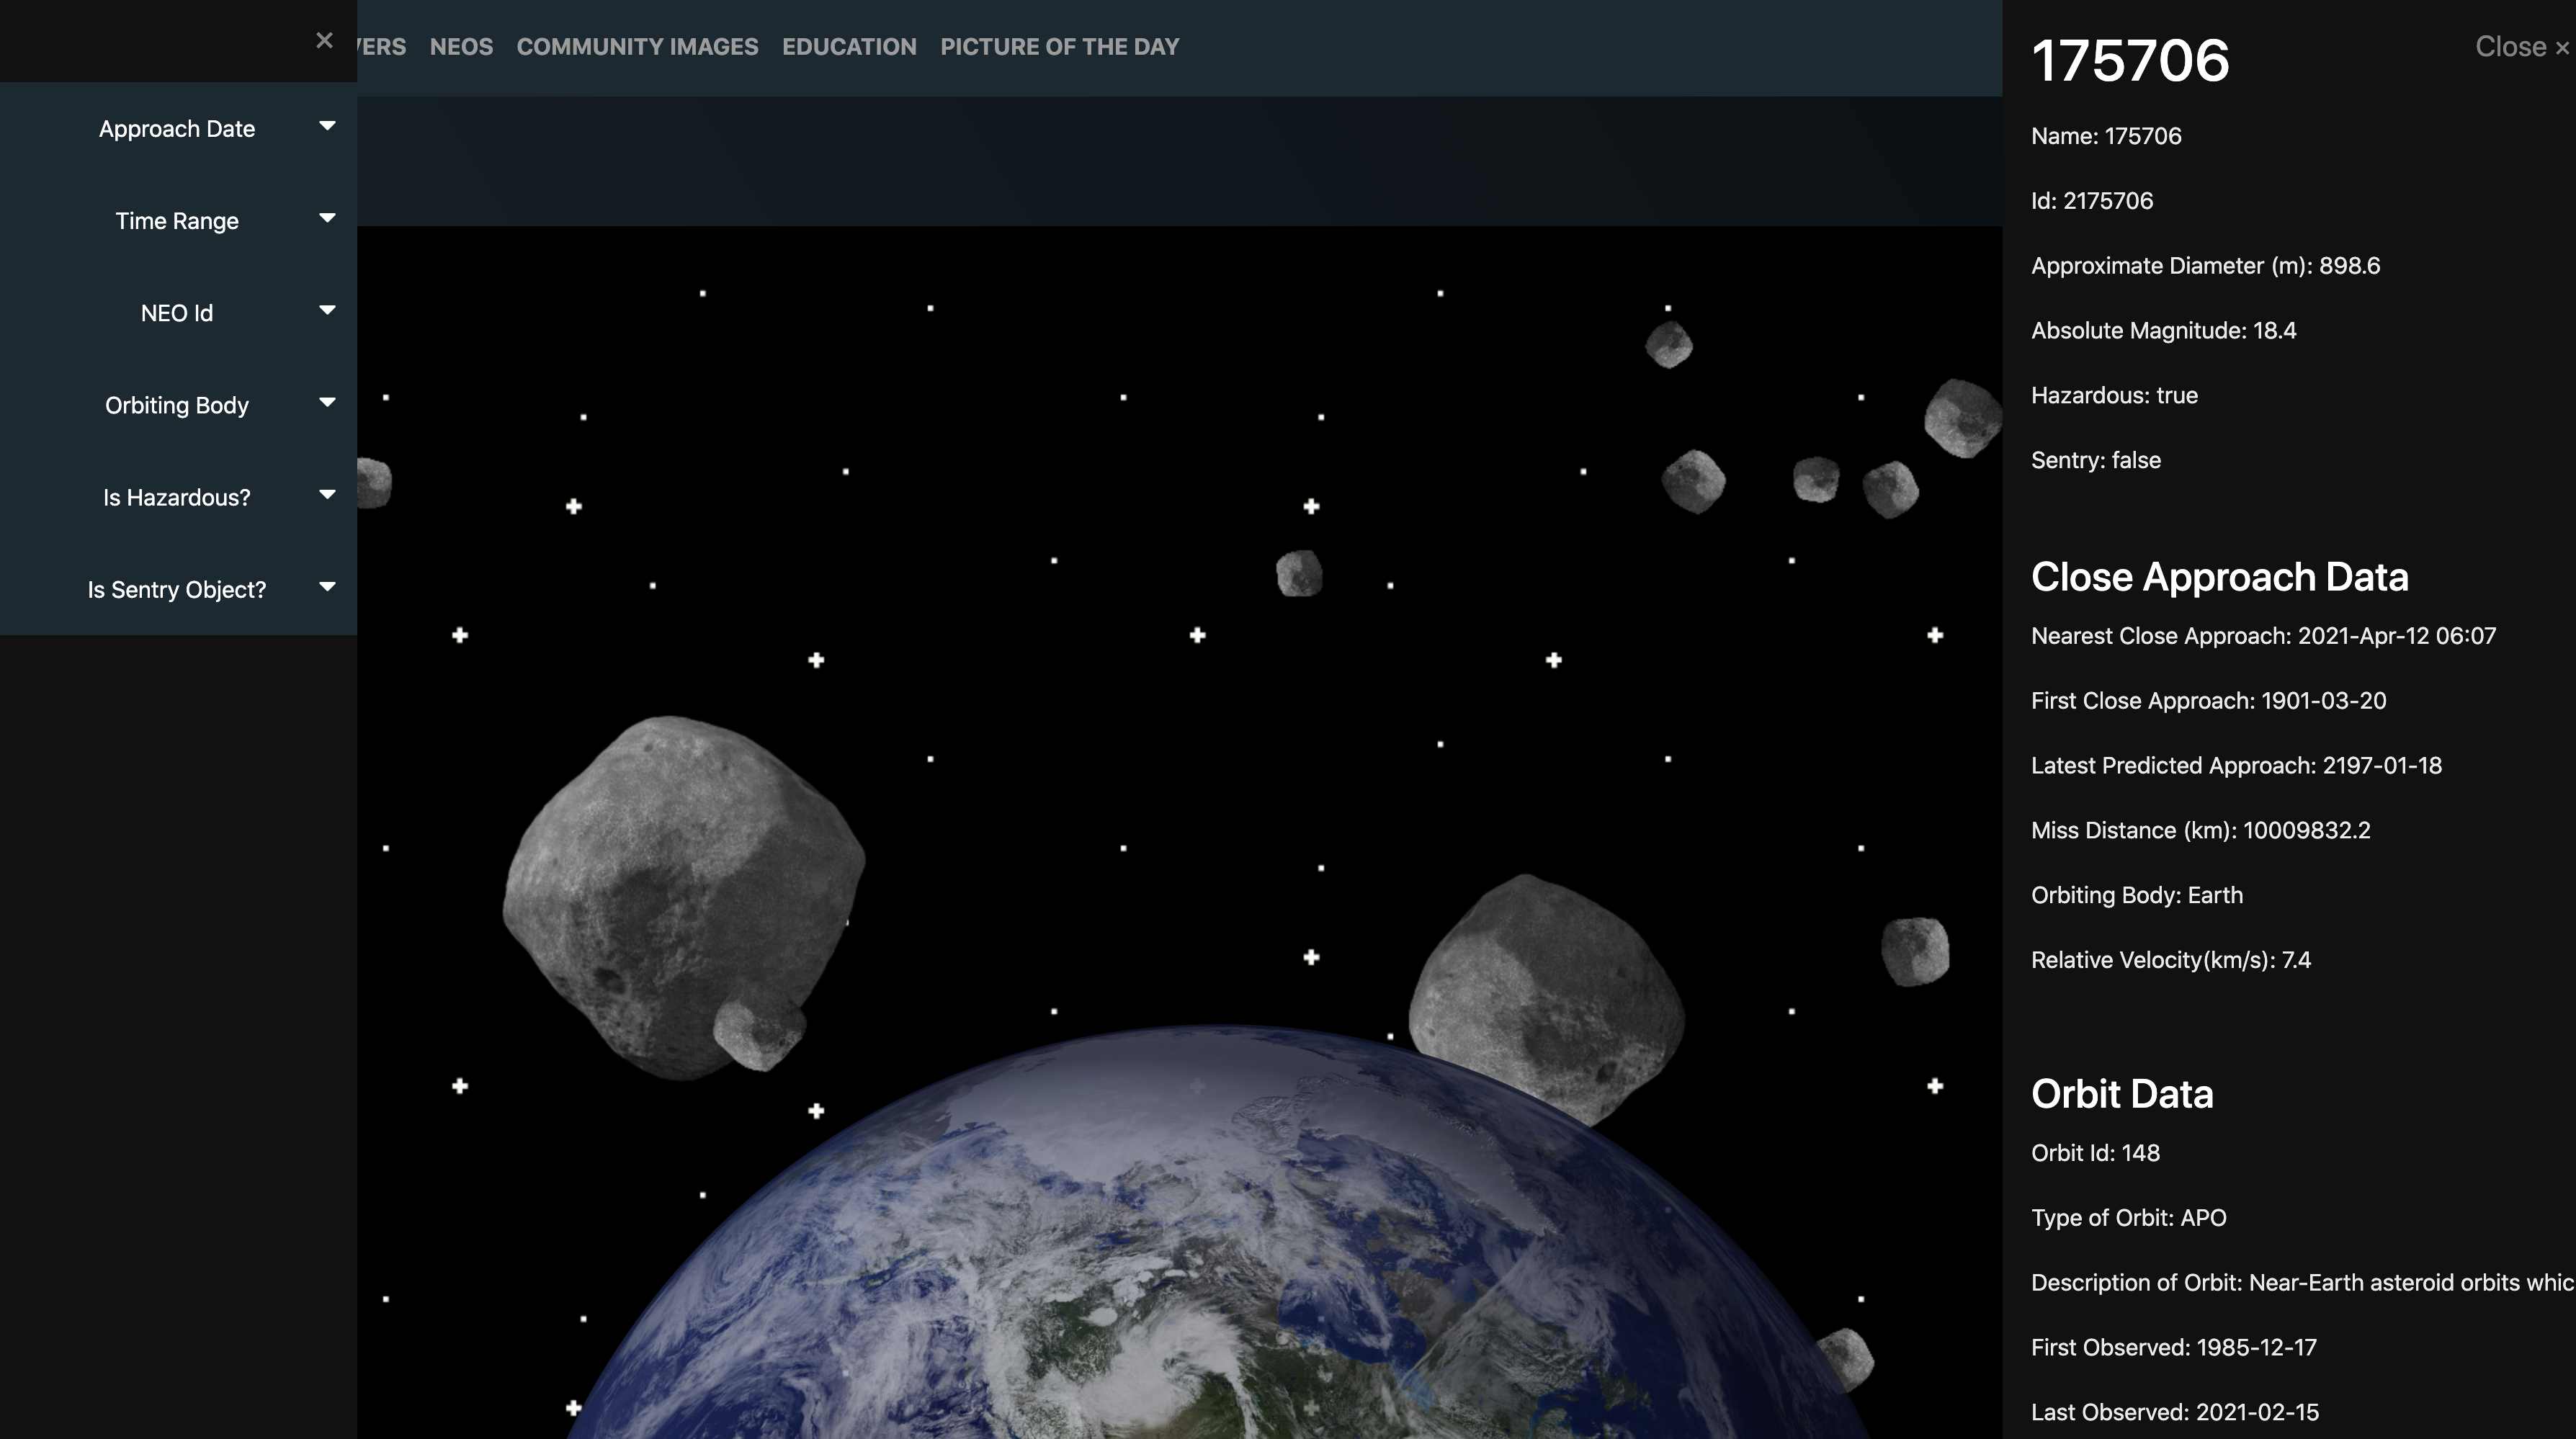 ×
VERS NEOS COMMUNITY IMAGES EDUCATION PICTURE OF THE DAY
Approach Date
Time Range
NEO Id
Orbiting Body
Is Hazardous?
Is Sentry Object?
175706
Close ×
Name: 175706
Id: 2175706
Approximate Diameter (m): 898.6
Absolute Magnitude: 18.4
Hazardous: true
Sentry: false
Close Approach Data
Nearest Close Approach: 2021-Apr-12 06:07
First Close Approach: 1901-03-20
Latest Predicted Approach: 2197-01-18
Miss Distance (km): 10009832.2
Orbiting Body: Earth
Relative Velocity(km/s): 7.4
Orbit Data
Orbit Id: 148
Type of Orbit: APO
Description of Orbit: Near-Earth asteroid orbits whic
First Observed: 1985-12-17
Last Observed: 2021-02-15